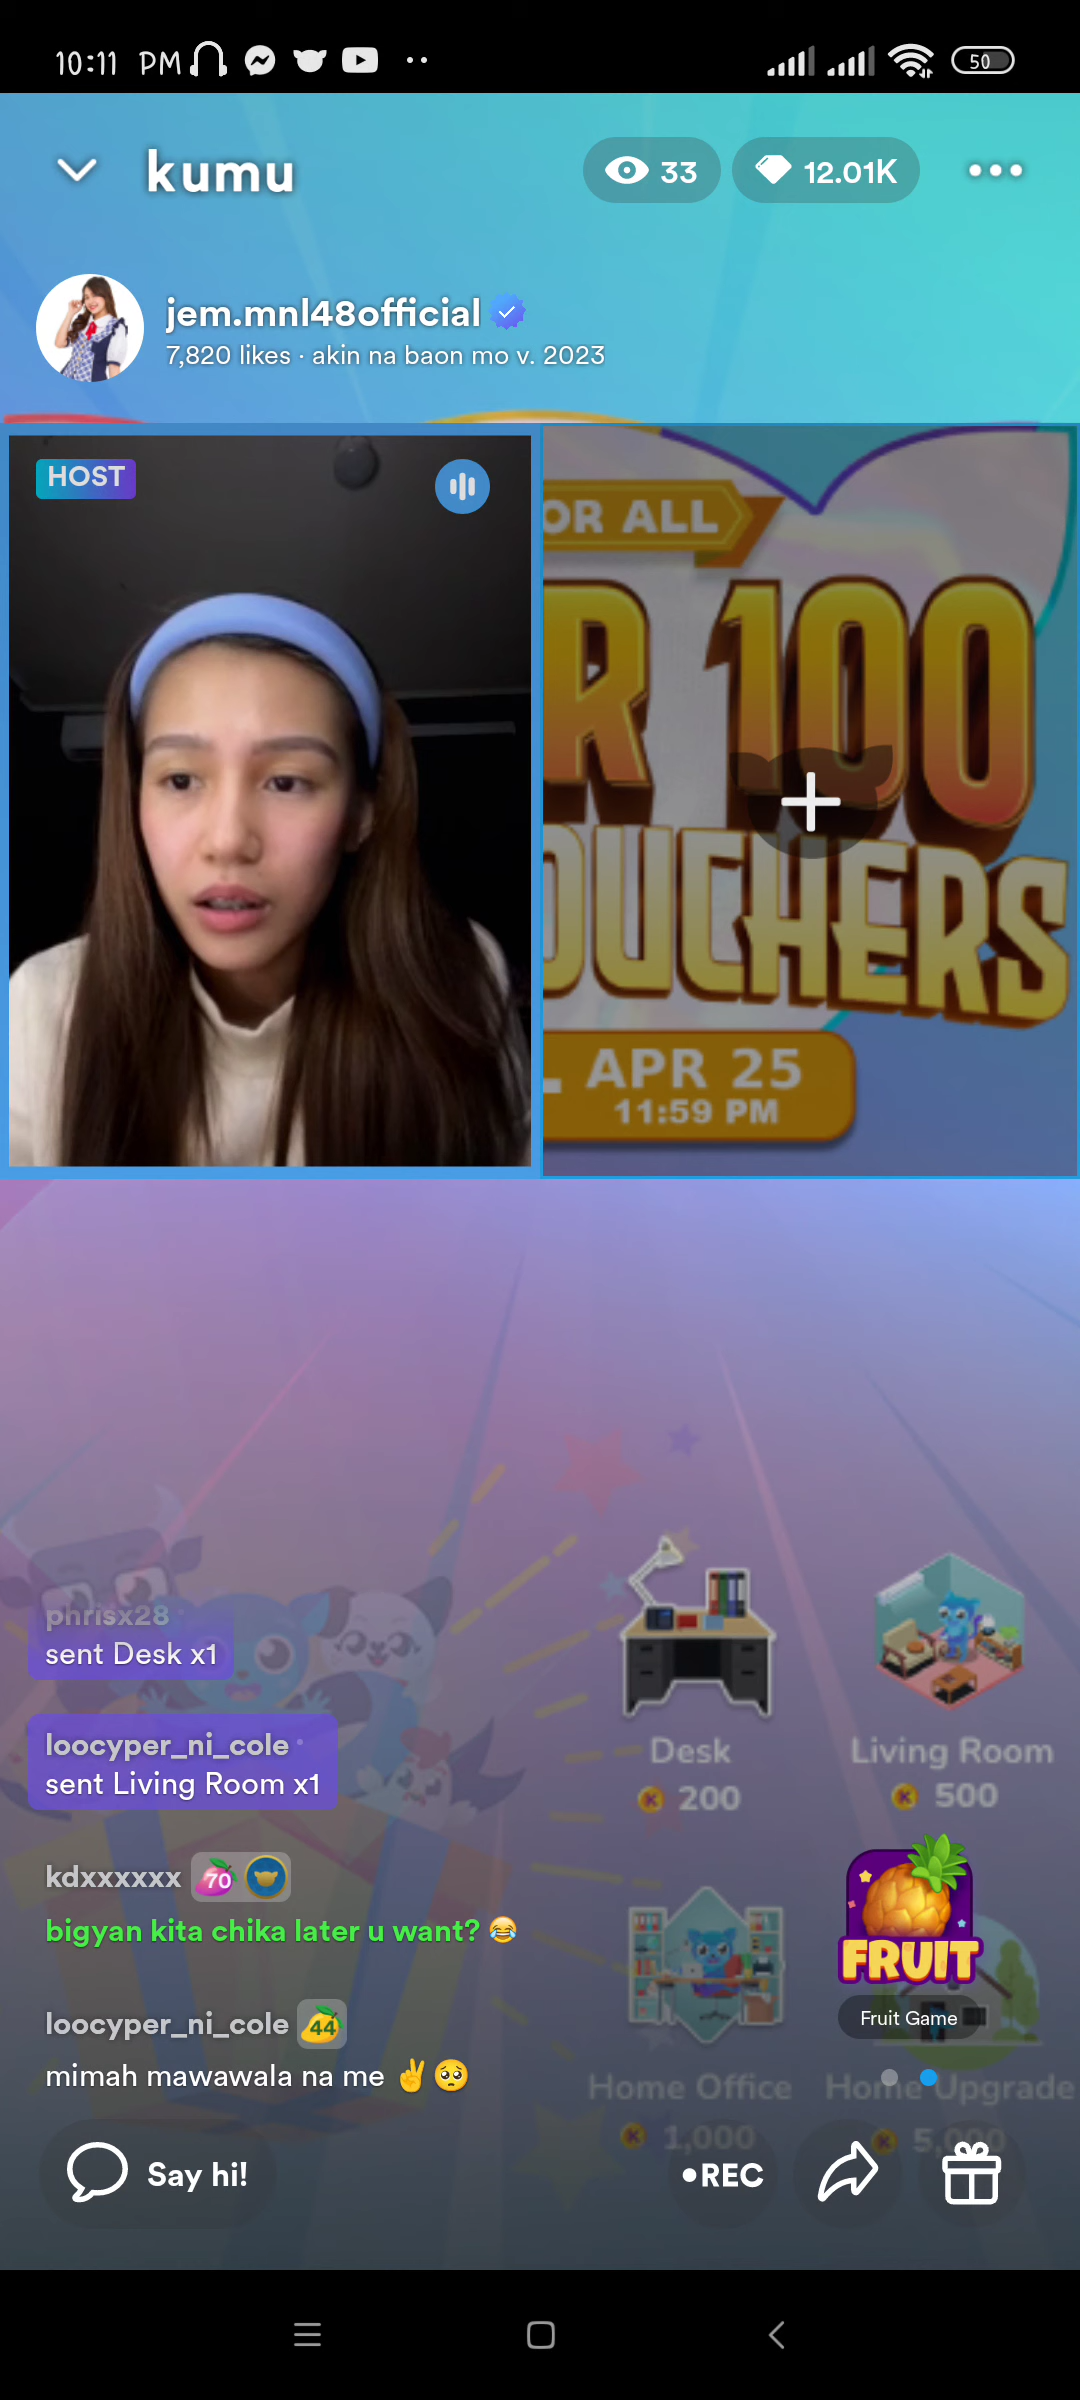 10:11 PM
50
kumu
33
12.01K
jem.mnl48official
7,820 likes · akin na baon mo v. 2023
HOST
OR ALL
R 100
OUCHERS
APR 25
11:59 PM
phrisx28
sent Desk x1
loocyper_ni_cole
sent Living Room x1
kdxxxxxx 70
bigyan kita chika later u want? 😂
loocyper_ni_cole 44
mimah mawawala na me ✌️🥺
Desk
200
Living Room
500
FRUIT
Fruit Game
Home Office
1,000
Home Upgrade
5,000
Say hi!
•REC